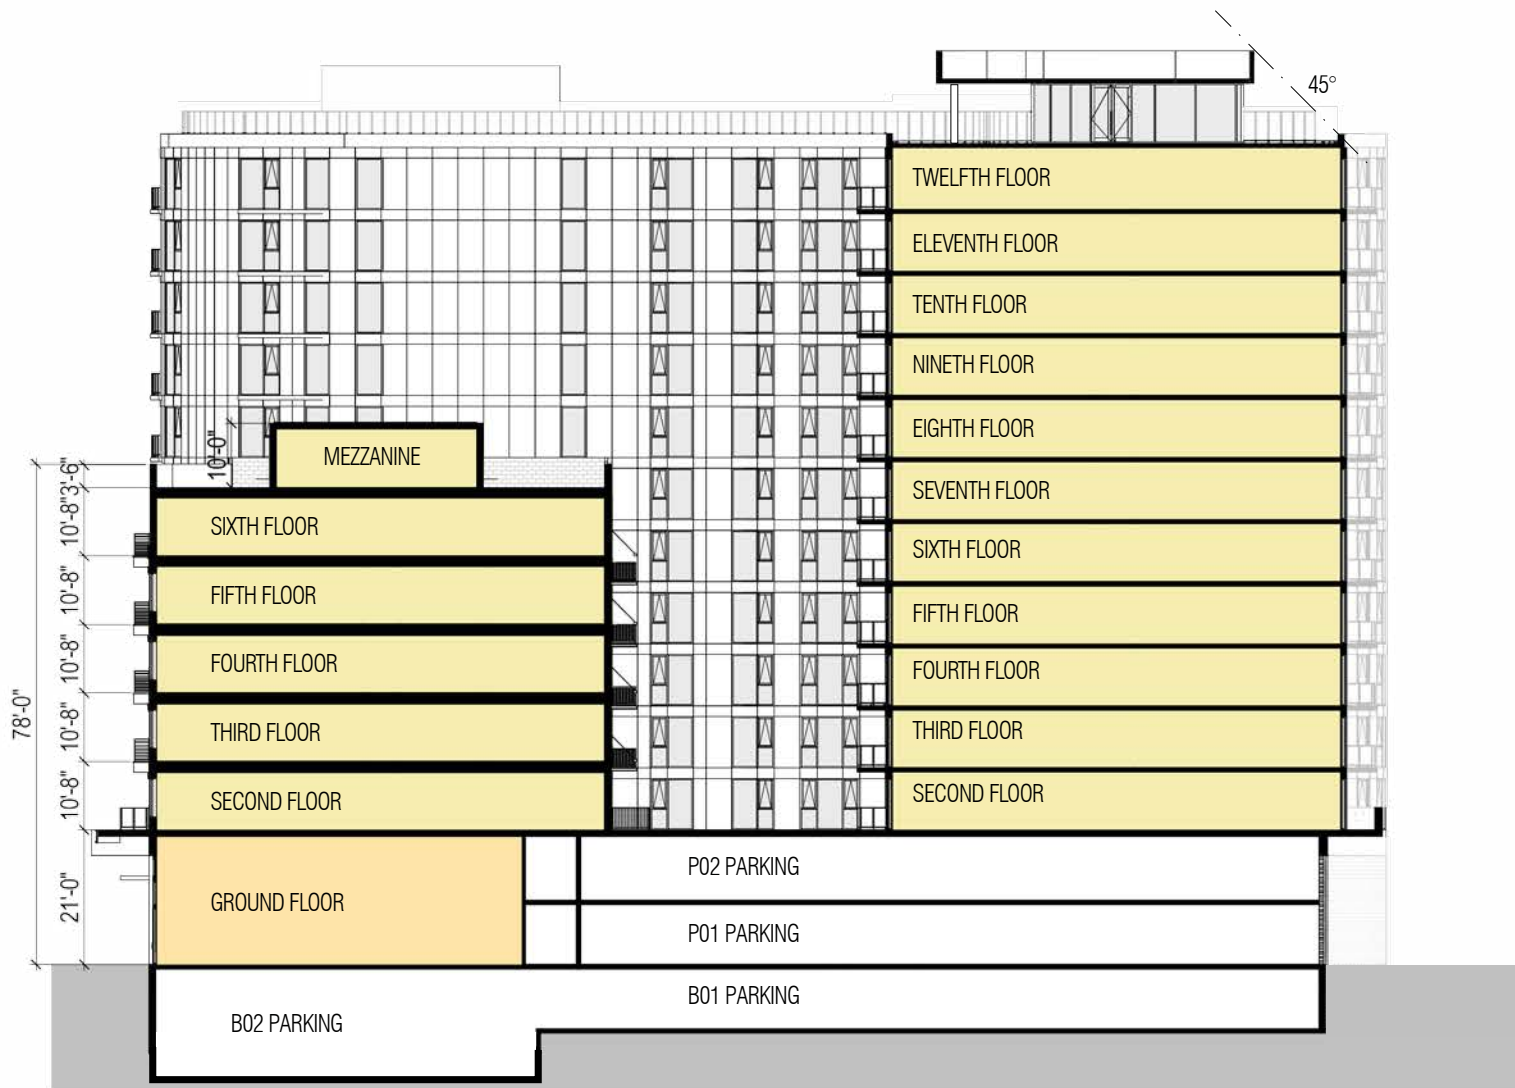 45°
TWELFTH FLOOR
ELEVENTH FLOOR
TENTH FLOOR
NINETH FLOOR
EIGHTH FLOOR
SEVENTH FLOOR
SIXTH FLOOR
FIFTH FLOOR
FOURTH FLOOR
THIRD FLOOR
SECOND FLOOR
10'-0"
MEZZANINE
SIXTH FLOOR
FIFTH FLOOR
FOURTH FLOOR
THIRD FLOOR
SECOND FLOOR
GROUND FLOOR
3'-6"
10'-8"
10'-8"
10'-8"
10'-8"
10'-8"
21'-0"
78'-0"
P02 PARKING
P01 PARKING
B01 PARKING
B02 PARKING